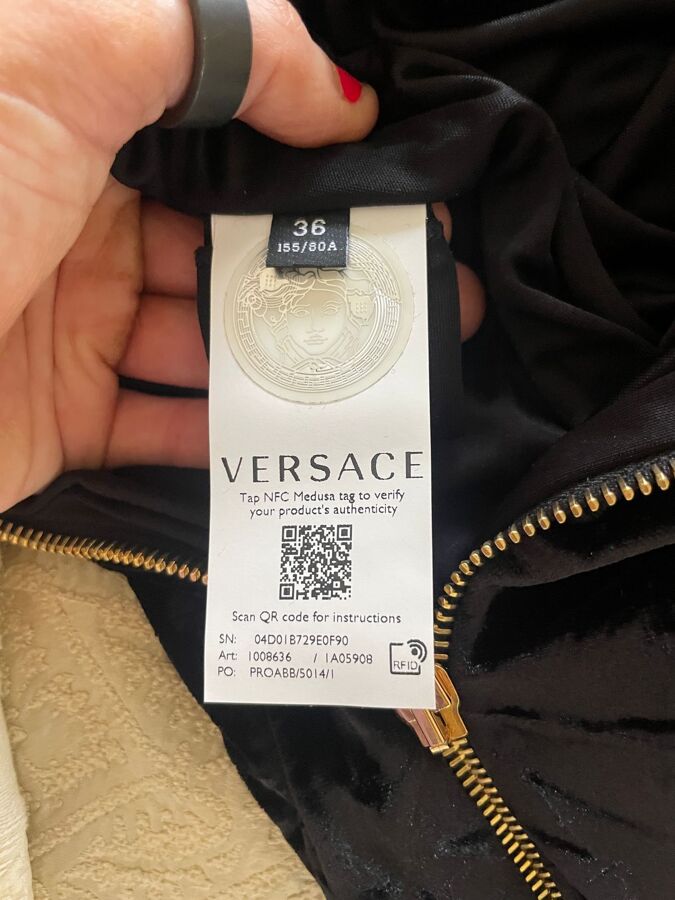 36
155/80A
VERSACE
Tap NFC Medusa tag to verify
your product's authenticity
Scan QR code for instructions
SN: 04D01B729E0F90
Art: 1008636 / 1A05908
PO: PROABB/5014/1
RFID